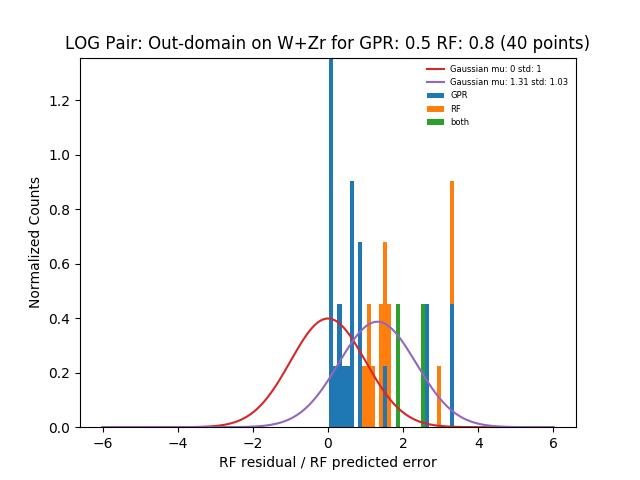 LOG Pair: Out-domain on W+Zr for GPR: 0.5 RF: 0.8 (40 points)
Gaussian mu: 0 std: 1
Gaussian mu: 1.31 std: 1.03
GPR
RF
both
Normalized Counts
1.2
1.0
0.8
0.6
0.4
0.2
0.0
−6 −4 −2 0 2 4 6
RF residual / RF predicted error